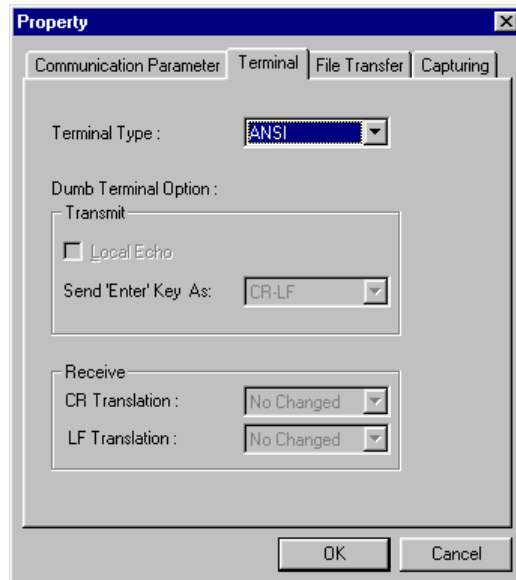 Property
Communication Parameter Terminal File Transfer Capturing
Terminal Type : ANSI
Dumb Terminal Option :
Transmit
Local Echo
Send 'Enter' Key As: CR-LF
Receive
CR Translation : No Changed
LF Translation : No Changed
OK Cancel